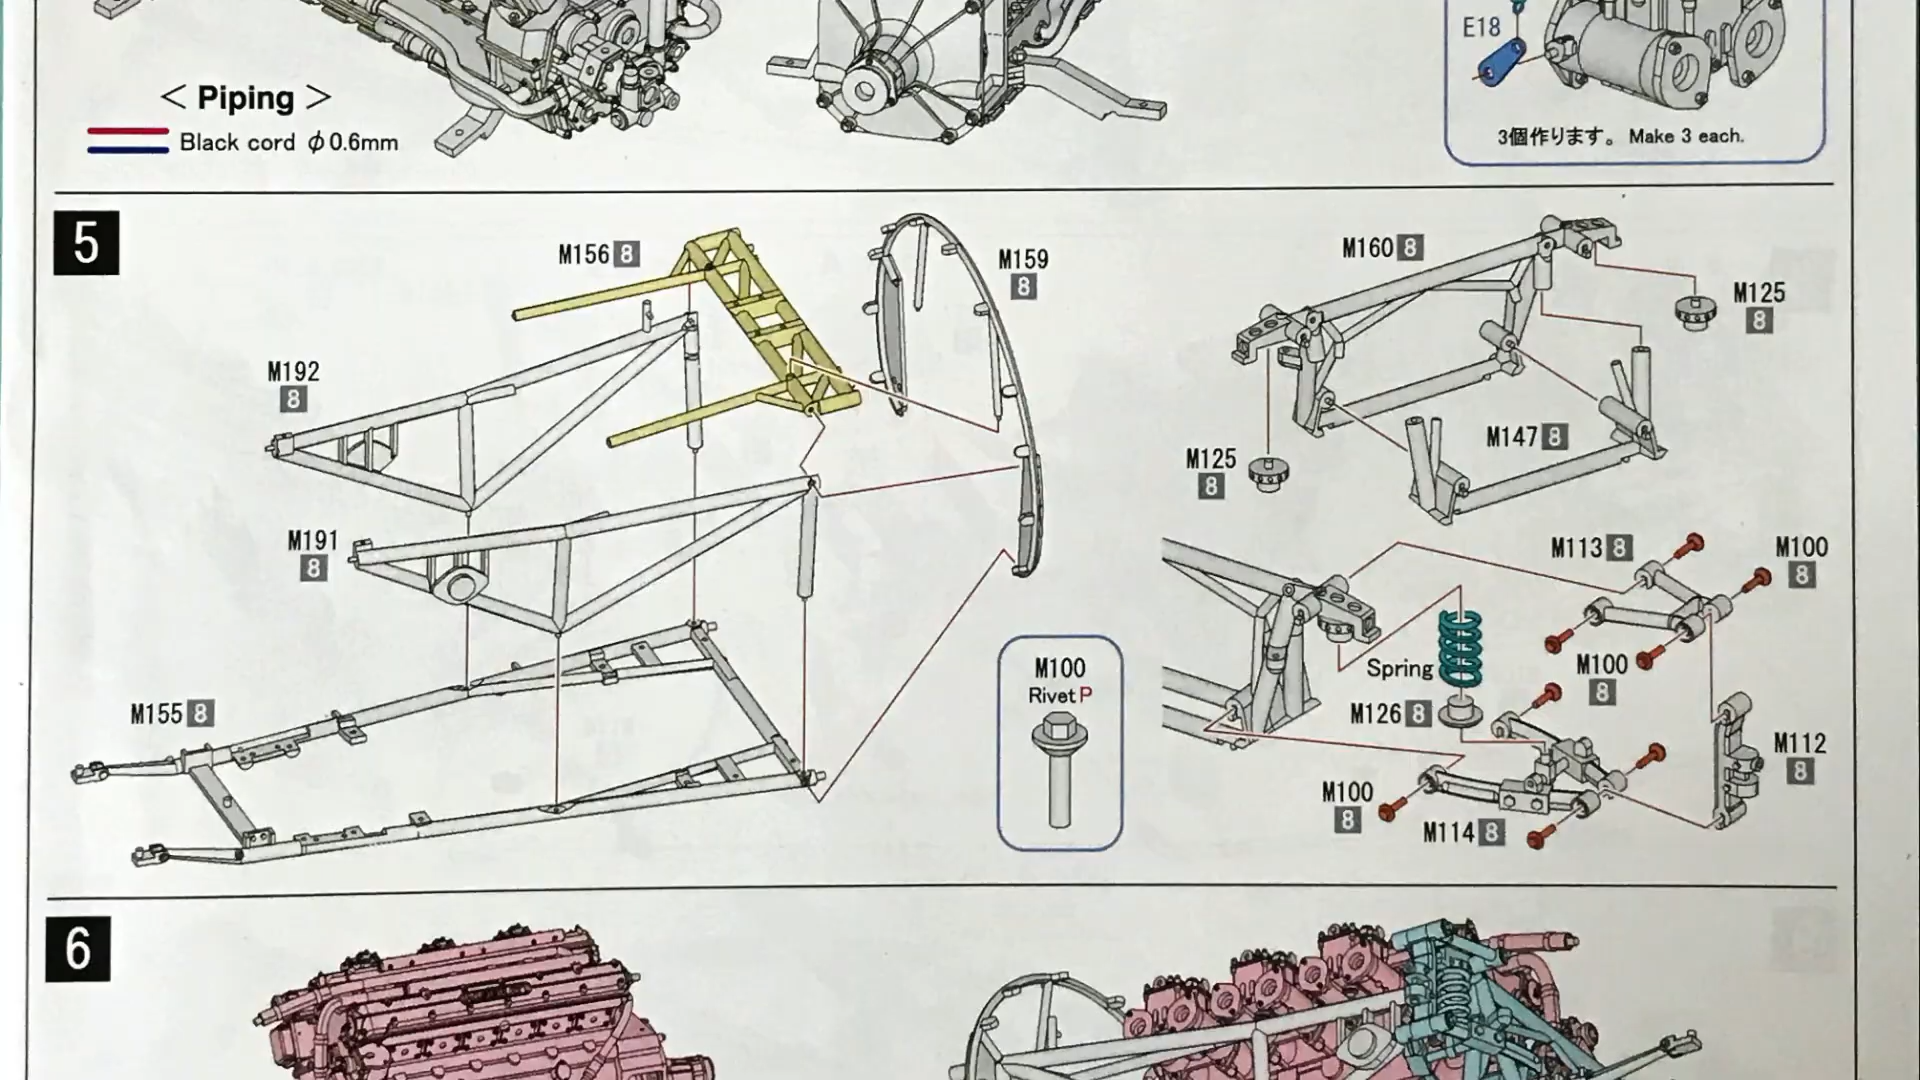 E18
< Piping >
Black cord φ0.6mm
3個作ります。 Make 3 each.
5
M156 8
M159
8
M160 8
M125
8
M192
8
M147 8
M125
8
M191
8
M113 8
M100
8
M100
Rivet P
Spring
M100
8
M126 8
M155 8
M112
8
M100
8
M114 8
6